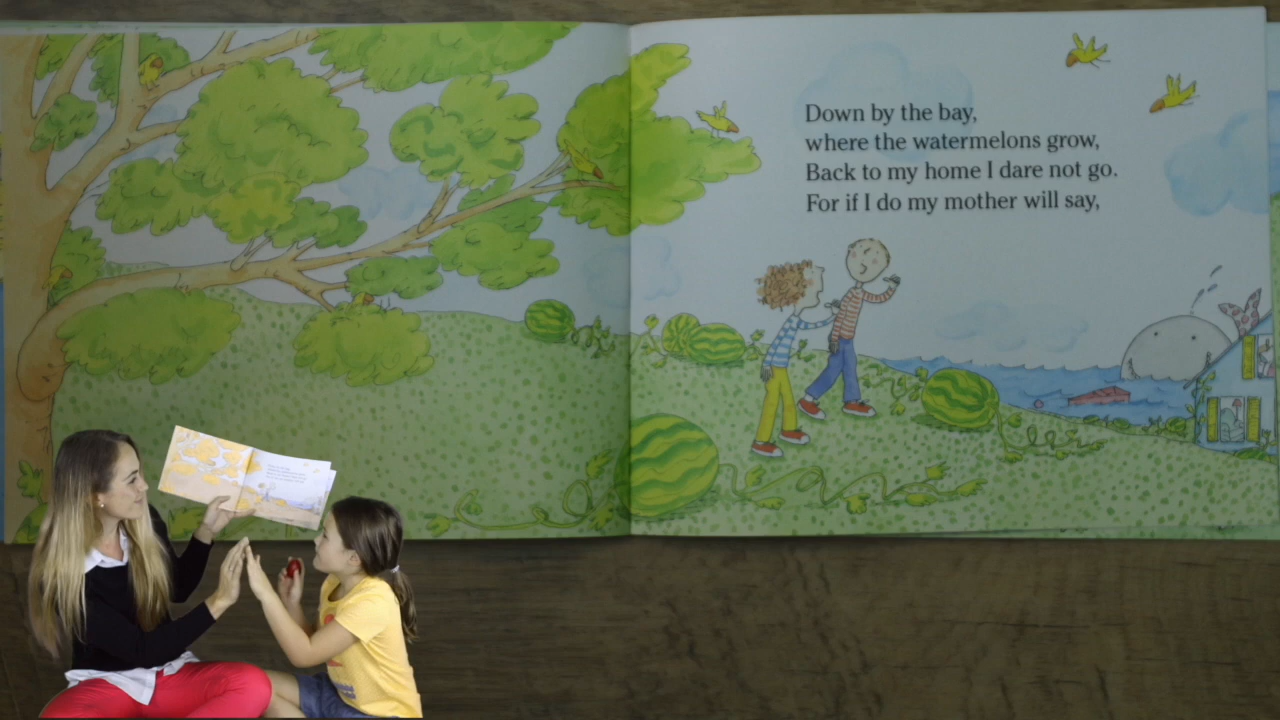 Down by the bay,
where the watermelons grow,
Back to my home I dare not go.
For if I do my mother will say,